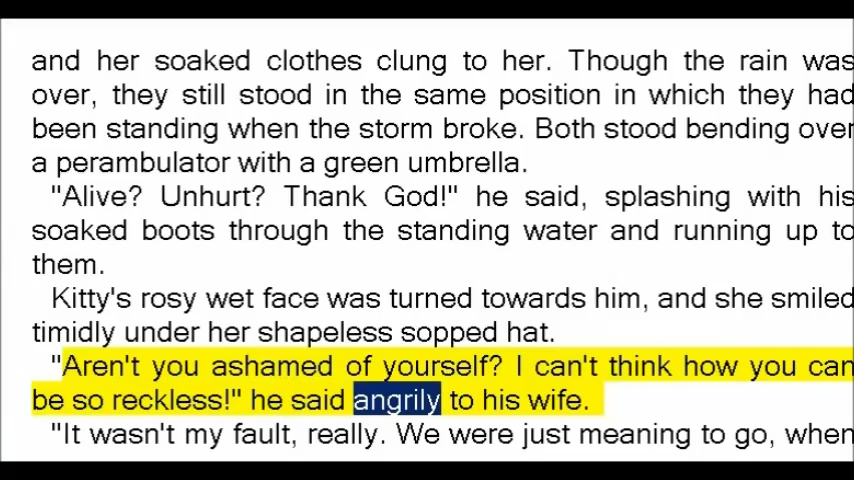 and her soaked clothes clung to her. Though the rain was
over, they still stood in the same position in which they had
been standing when the storm broke. Both stood bending over
a perambulator with a green umbrella.
"Alive? Unhurt? Thank God!" he said, splashing with his
soaked boots through the standing water and running up to
them.
Kitty's rosy wet face was turned towards him, and she smiled
timidly under her shapeless sopped hat.
"Aren't you ashamed of yourself? I can't think how you can
be so reckless!" he said angrily to his wife.
"It wasn't my fault, really. We were just meaning to go, when